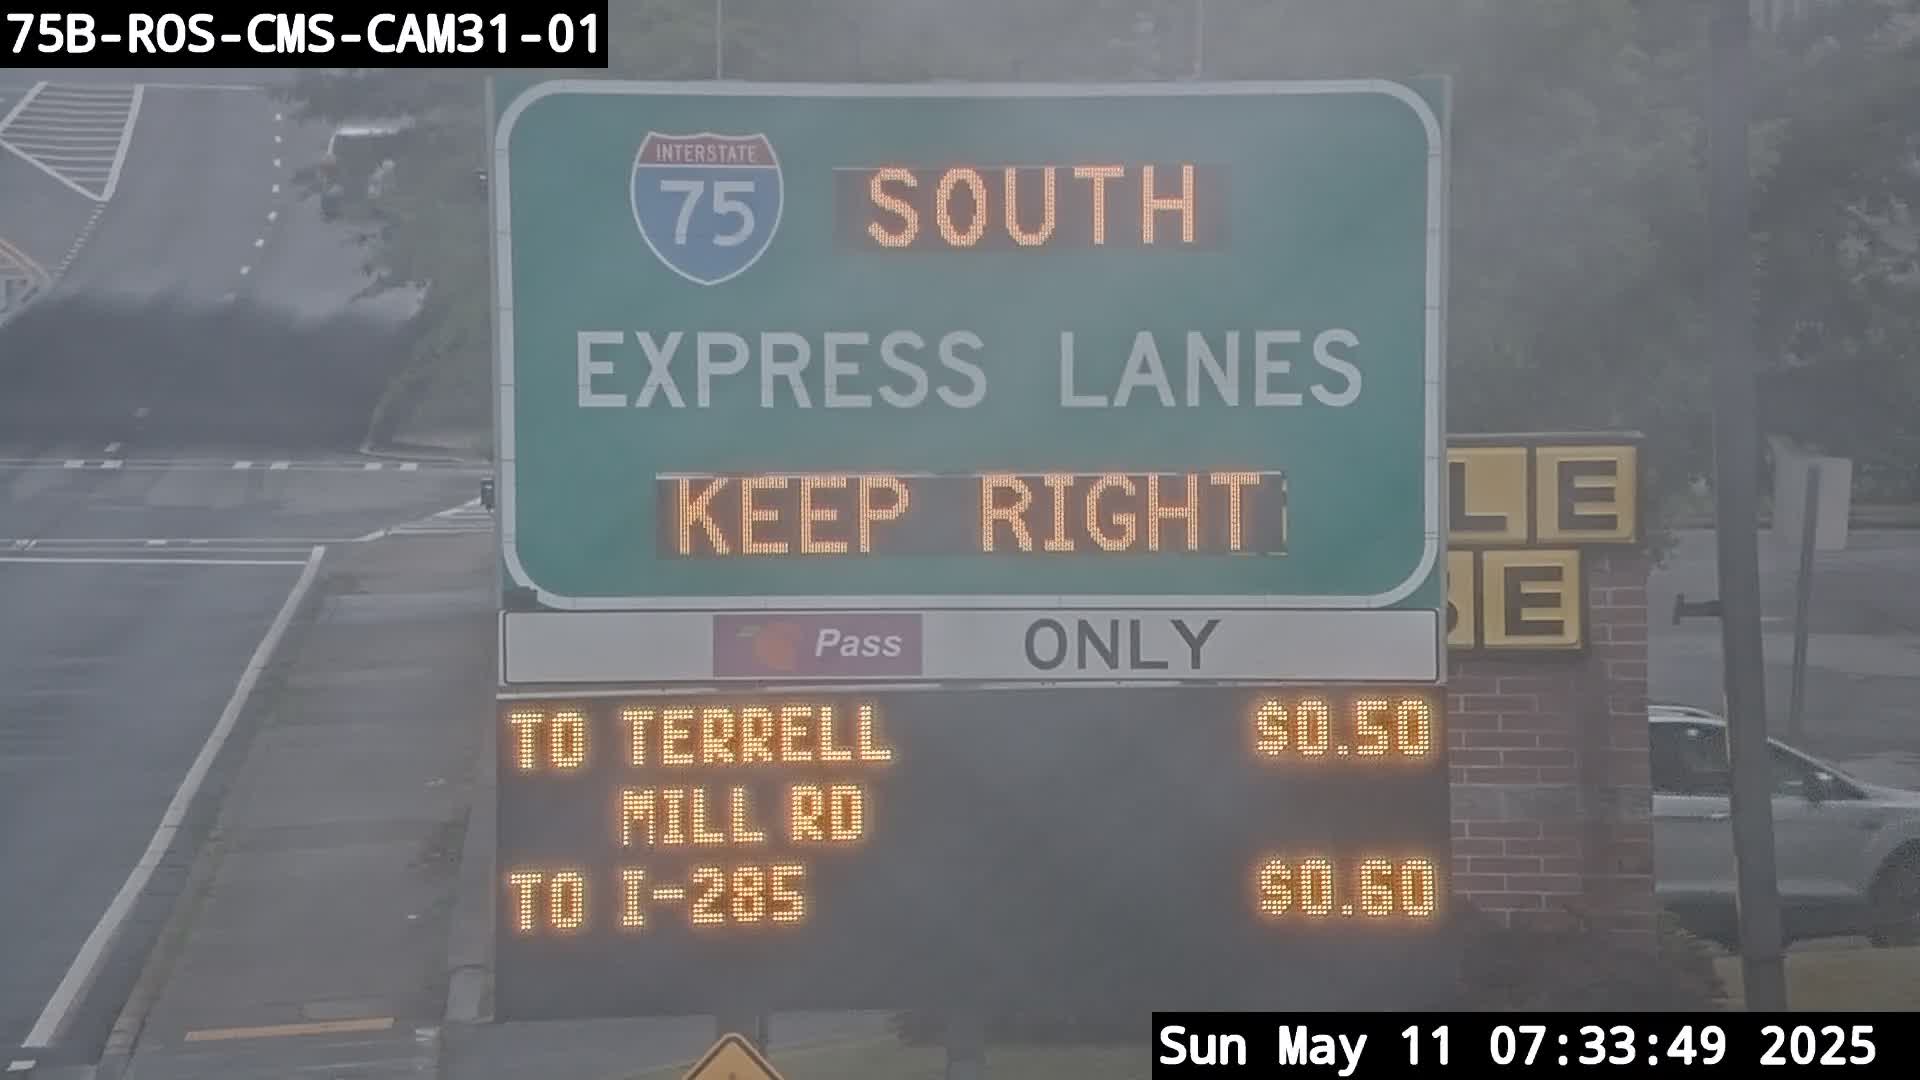 75B-ROS-CMS-CAM31-01
INTERSTATE
75
SOUTH
EXPRESS LANES
KEEP RIGHT
Pass ONLY
LE
E
TO TERRELL $0.50
MILL RD
TO I-285 $0.60
Sun May 11 07:33:49 2025